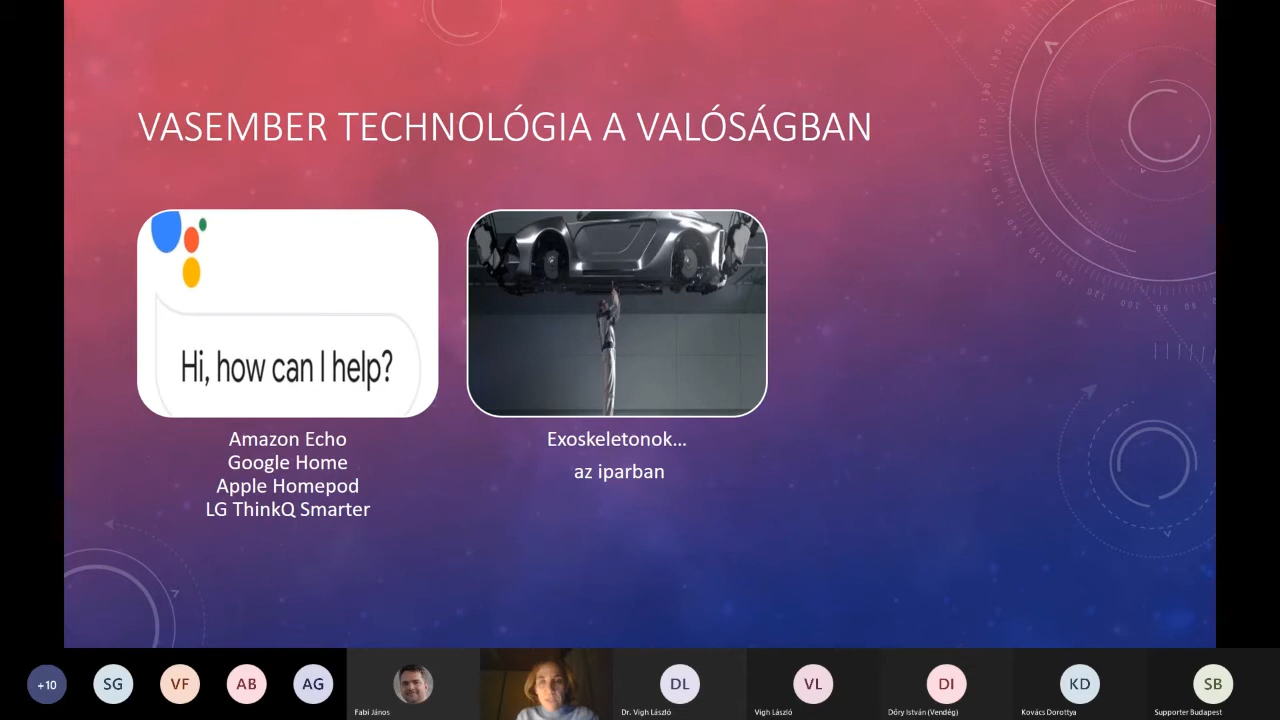 VASEMBER TECHNOLÓGIA A VALÓSÁGBAN
Hi, how can I help?
Amazon Echo
Google Home
Apple Homepod
LG ThinkQ Smarter
Exoskeletonok...
az iparban
+10
SG
VF
AB
AG
Fabi János
DL
Dr. Vigh László
VL
Vigh László
DI
Dőry István (Vendég)
KD
Kovács Dorottya
SB
Supporter Budapest